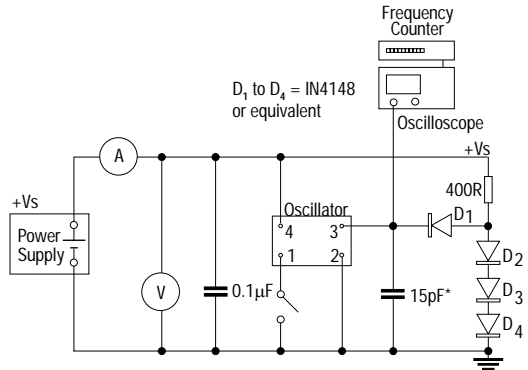 Frequency
Counter
D₁ to D₄ = IN4148
or equivalent
Oscilloscope
+Vs
A
+Vs
400R
Oscillator
D1
Power
Supply
4
3
D₂
1
2
V
0.1µF
15pF*
D₃
D₄